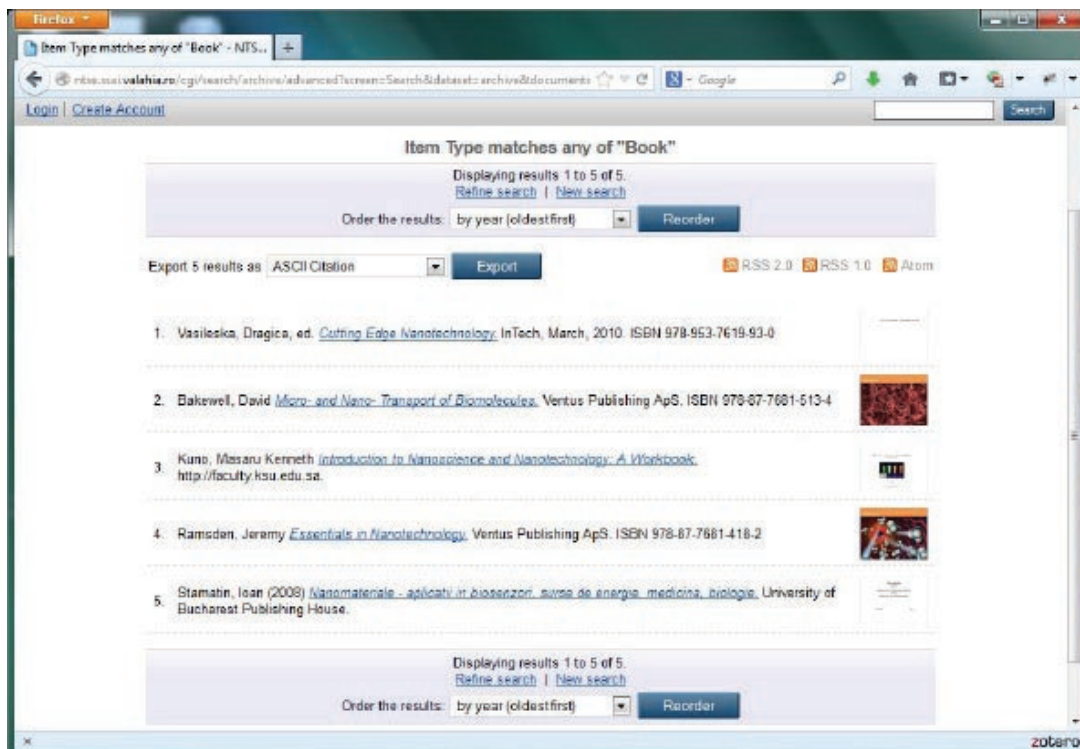 Firefox
Item Type matches any of "Book" - NTS... +
.valahia.ro/cgi/search/archive/advanced?screen=Search&dataset=archive&documents
Google
Login | Create Account
Search
Item Type matches any of "Book"
Displaying results 1 to 5 of 5.
Refine search | New search
Order the results: by year (oldest first) Reorder
Export 5 results as ASCII Citation Export RSS 2.0 RSS 1.0 Atom
1. Vasileska, Dragica, ed. Cutting Edge Nanotechnology. InTech, March, 2010. ISBN 978-953-7619-93-0
2. Bakewell, David Micro- and Nano- Transport of Biomolecules. Ventus Publishing ApS. ISBN 978-87-7681-513-4
3. Kuno, Masaru Kenneth Introduction to Nanoscience and Nanotechnology: A Workbook.
http://faculty.ksu.edu.sa.
4. Ramsden, Jeremy Essentials in Nanotechnology. Ventus Publishing ApS. ISBN 978-87-7681-418-2
5. Stamatin, Ioan (2008) Nanomateriale - aplicatii in biosenzori, surse de energie, medicina, biologie. University of
Bucharest Publishing House.
Displaying results 1 to 5 of 5.
Refine search | New search
Order the results: by year (oldest first) Reorder
zotero